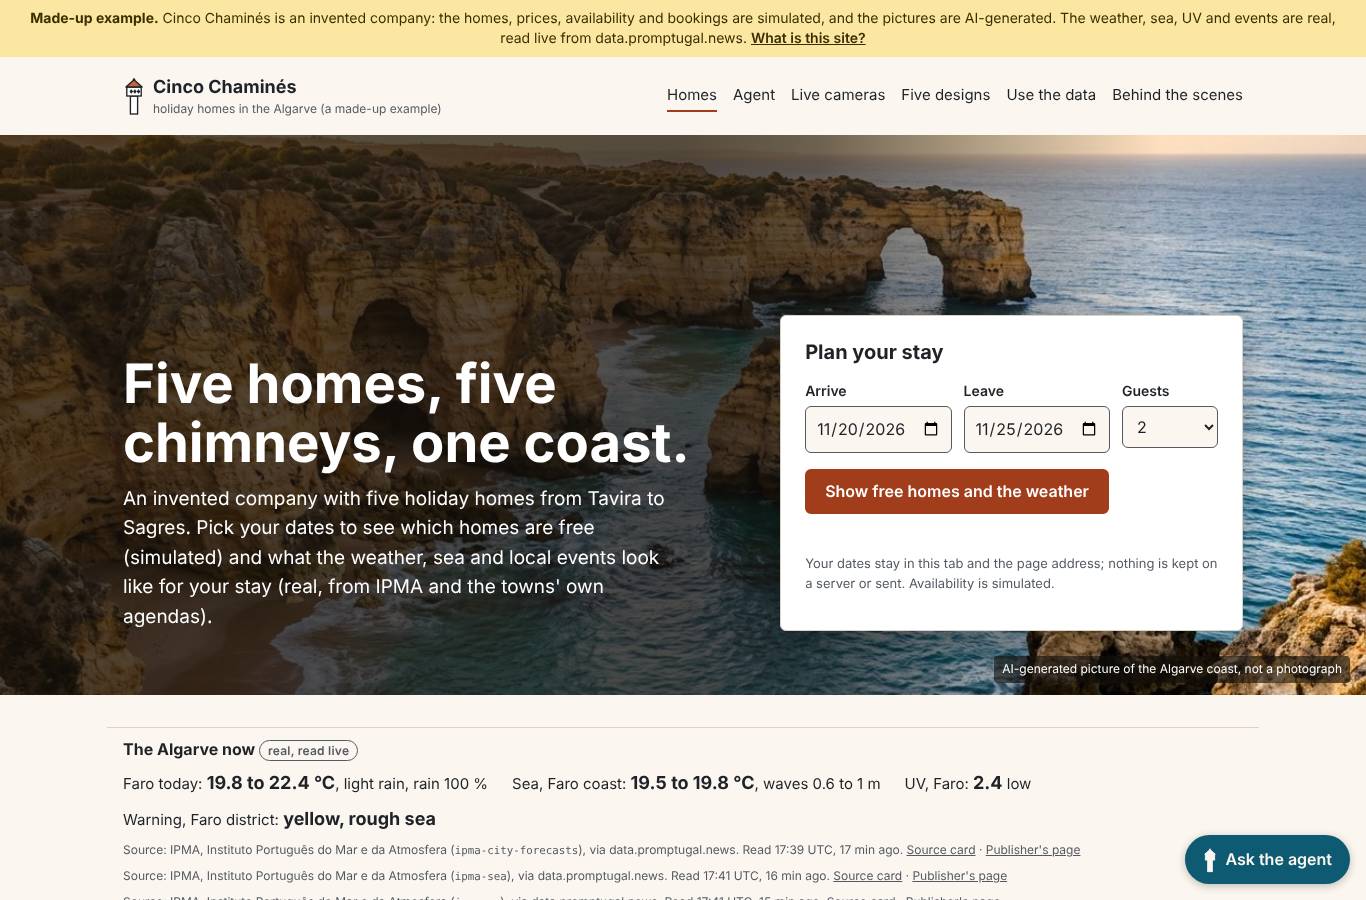 Made-up example. Cinco Chaminés is an invented company: the homes, prices, availability and bookings are simulated, and the pictures are AI-generated. The weather, sea, UV and events are real,
read live from data.promptugal.news. What is this site?
Cinco Chaminés
holiday homes in the Algarve (a made-up example)
Homes
Agent
Live cameras
Five designs
Use the data
Behind the scenes
Five homes, five
chimneys, one coast.
An invented company with five holiday homes from Tavira to
Sagres. Pick your dates to see which homes are free
(simulated) and what the weather, sea and local events look
like for your stay (real, from IPMA and the towns' own
agendas).
Plan your stay
Arrive
Leave
Guests
11/20/2026
11/25/2026
2
Show free homes and the weather
Your dates stay in this tab and the page address; nothing is kept on
a server or sent. Availability is simulated.
AI-generated picture of the Algarve coast, not a photograph
The Algarve now real, read live
Faro today: 19.8 to 22.4 °C, light rain, rain 100 %
Sea, Faro coast: 19.5 to 19.8 °C, waves 0.6 to 1 m
UV, Faro: 2.4 low
Warning, Faro district: yellow, rough sea
Source: IPMA, Instituto Português do Mar e da Atmosfera (ipma-city-forecasts), via data.promptugal.news. Read 17:39 UTC, 17 min ago. Source card · Publisher's page
Source: IPMA, Instituto Português do Mar e da Atmosfera (ipma-sea), via data.promptugal.news. Read 17:41 UTC, 16 min ago. Source card · Publisher's page
Ask the agent